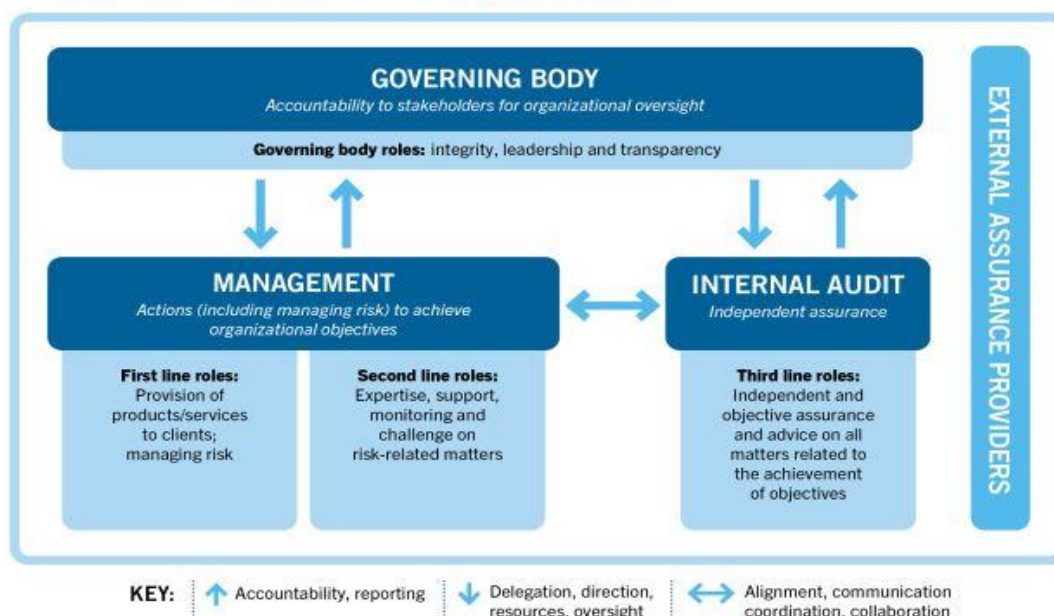 GOVERNING BODY
Accountability to stakeholders for organizational oversight
Governing body roles: integrity, leadership and transparency
MANAGEMENT
Actions (including managing risk) to achieve
organizational objectives
INTERNAL AUDIT
Independent assurance
First line roles:
Provision of
products/services
to clients;
managing risk
Second line roles:
Expertise, support,
monitoring and
challenge on
risk-related matters
Third line roles:
Independent and
objective assurance
and advice on all
matters related to
the achievement
of objectives
EXTERNAL ASSURANCE PROVIDERS
KEY:
Accountability, reporting
Delegation, direction,
resources, oversight
Alignment, communication
coordination, collaboration